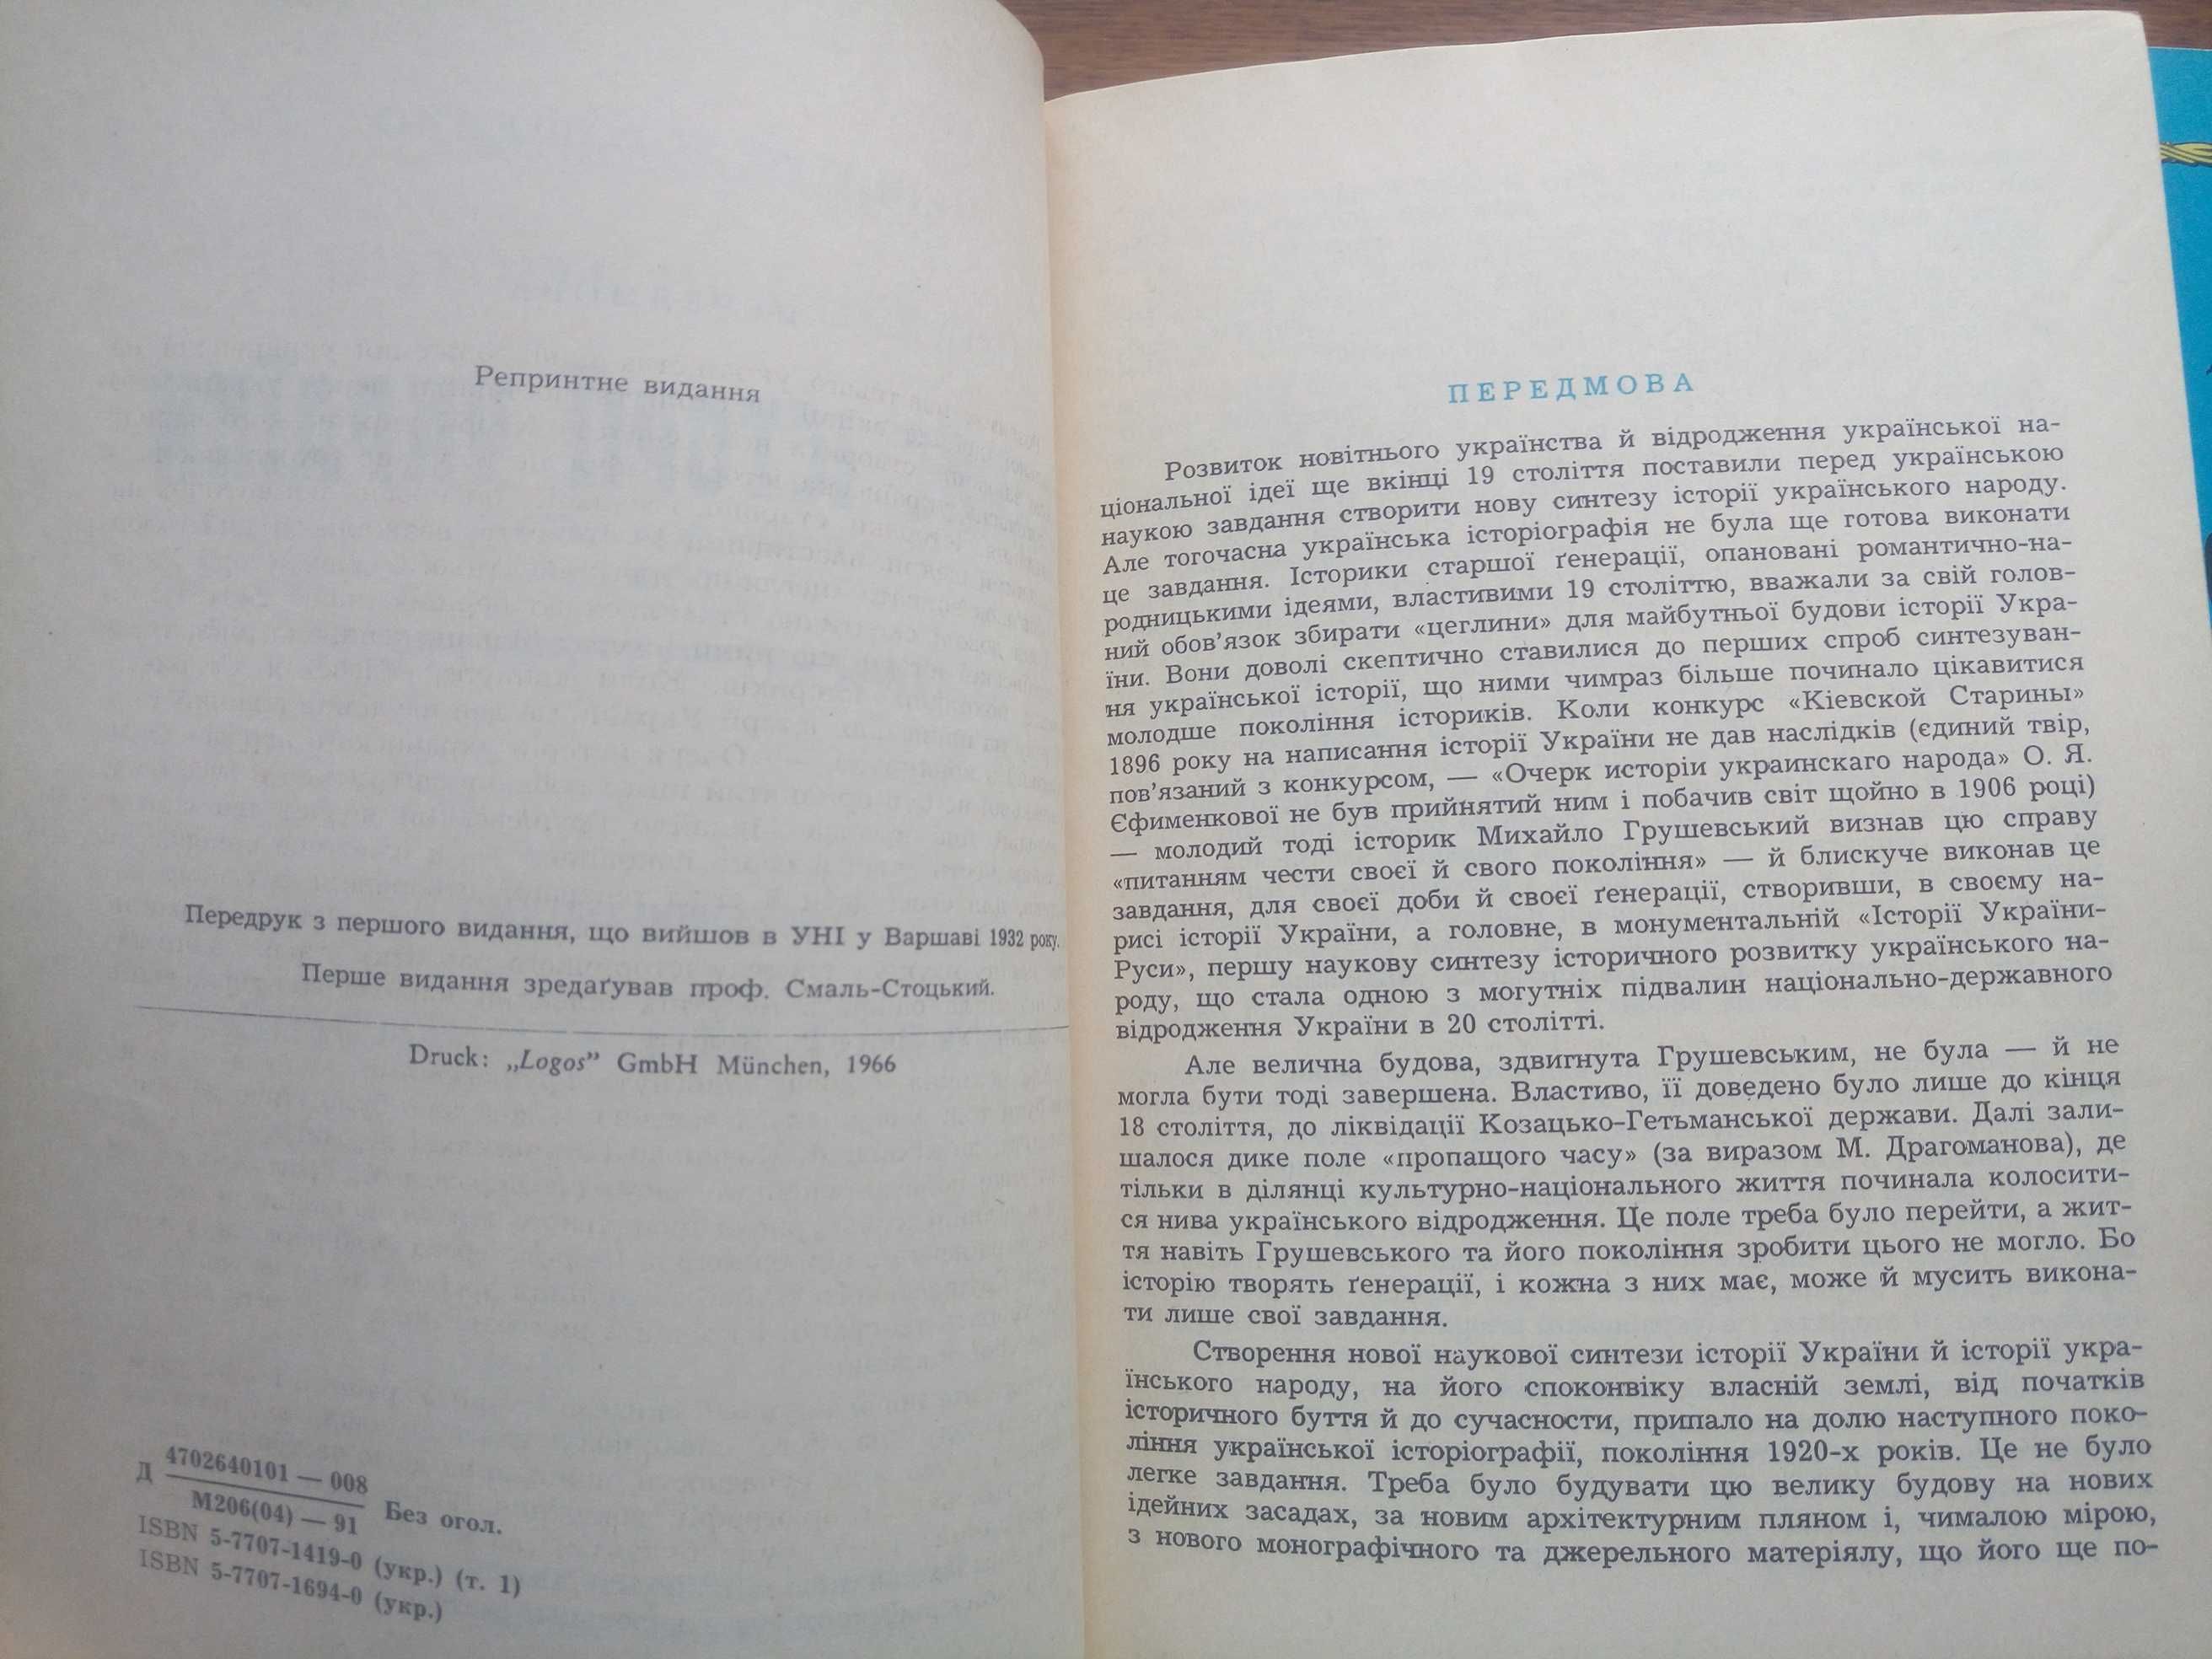 Репринтне видання
Передрук з першого видання, що вийшов в УНІ у Варшаві 1932 року.
Перше видання зредаґував проф. Смаль-Стоцький.
Druck: „Logos” GmbH München, 1966
Д 4702640101 — 008
М206(04) — 91 Без огол.
ISBN 5-7707-1419-0 (укр.) (т. 1)
ISBN 5-7707-1694-0 (укр.)
ПЕРЕДМОВА
Розвиток новітнього українства й відродження української на-
ціональної ідеї ще вкінці 19 століття поставили перед українською
наукою завдання створити нову синтезу історії українського народу.
Але тогочасна українська історіографія не була ще готова виконати
це завдання. Історики старшої ґенерації, опановані романтично-на-
родницькими ідеями, властивими 19 століттю, вважали за свій голов-
ний обов’язок збирати «цеглини» для майбутньої будови історії Укра-
їни. Вони доволі скептично ставилися до перших спроб синтезуван-
ня української історії, що ними чимраз більше починало цікавитися
молодше покоління істориків. Коли конкурс «Кіевской Старины»
1896 року на написання історії України не дав наслідків (єдиний твір,
пов’язаний з конкурсом, — «Очерк исторіи украинскаго народа» О. Я.
Єфименкової не був прийнятий ним і побачив світ щойно в 1906 році)
— молодий тоді історик Михайло Грушевський визнав цю справу
«питанням чести своєї й свого покоління» — й блискуче виконав це
завдання, для своєї доби й своєї ґенерації, створивши, в своєму на-
рисі історії України, а головне, в монументальній «Історії України-
Руси», першу наукову синтезу історичного розвитку українського на-
роду, що стала одною з могутніх підвалин національно-державного
відродження України в 20 столітті.
Але велична будова, здвигнута Грушевським, не була — й не
могла бути тоді завершена. Властиво, її доведено було лише до кінця
18 століття, до ліквідації Козацько-Гетьманської держави. Далі зали-
шалося дике поле «пропащого часу» (за виразом М. Драгоманова), де
тільки в ділянці культурно-національного життя починала колосити-
ся нива українського відродження. Це поле треба було перейти, а жит-
тя навіть Грушевського та його покоління зробити цього не могло. Бо
історію творять ґенерації, і кожна з них має, може й мусить викона-
ти лише свої завдання.
Створення нової наукової синтези історії України й історії укра-
їнського народу, на його споконвіку власній землі, від початків
історичного буття й до сучасности, припало на долю наступного поко-
ління української історіографії, покоління 1920-х років. Це не було
легке завдання. Треба було будувати цю велику будову на нових
ідейних засадах, за новим архітектурним пляном і, чималою мірою,
з нового монографічного та джерельного матеріялу, що його ще по-